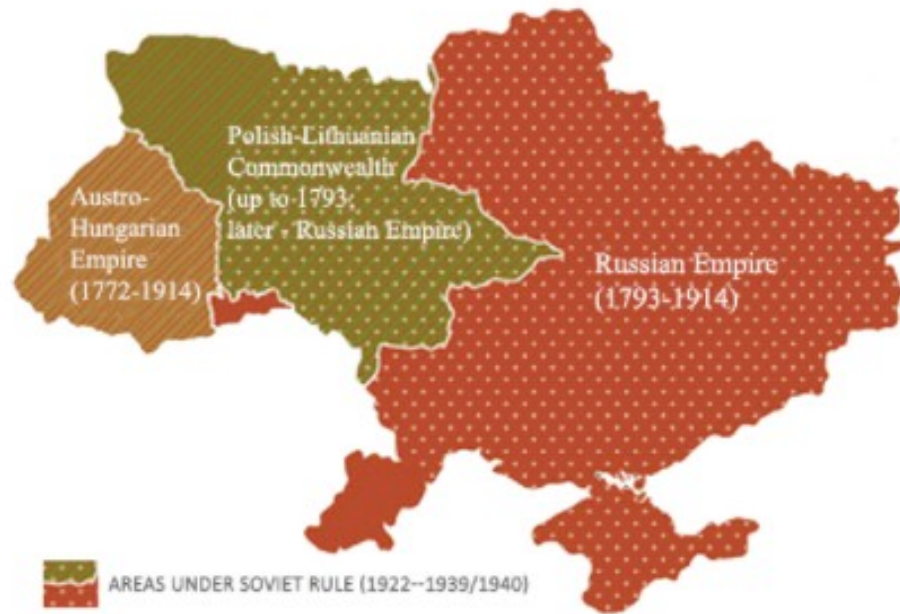 Polish-Lithuanian
Commonwealth
(up to 1793;
later - Russian Empire)
Austro-
Hungarian
Empire
(1772-1914)
Russian Empire
(1793-1914)
AREAS UNDER SOVIET RULE (1922--1939/1940)